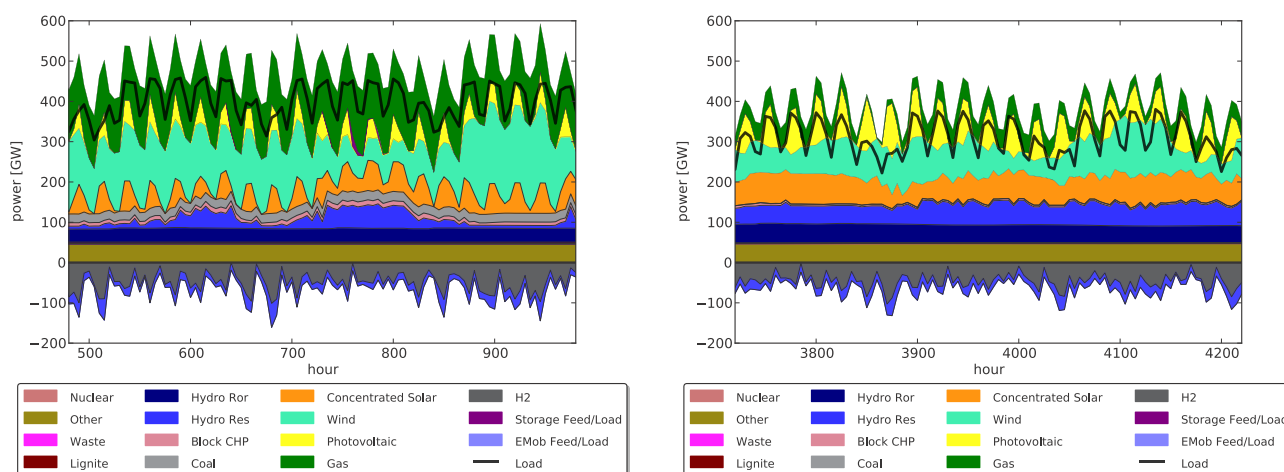 600
500
400
300
200
100
0
−100
−200
power [GW]
500 600 700 800 900
hour
Nuclear Hydro Ror Concentrated Solar H2
Other Hydro Res Wind Storage Feed/Load
Waste Block CHP Photovoltaic EMob Feed/Load
Lignite Coal Gas Load
600
500
400
300
200
100
0
−100
−200
power [GW]
3800 3900 4000 4100 4200
hour
Nuclear Hydro Ror Concentrated Solar H2
Other Hydro Res Wind Storage Feed/Load
Waste Block CHP Photovoltaic EMob Feed/Load
Lignite Coal Gas Load